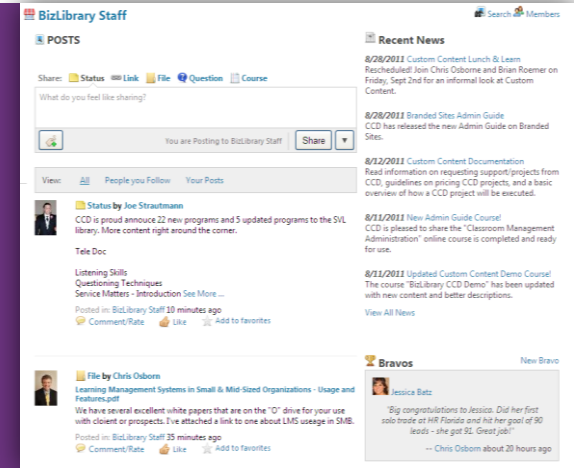 BizLibrary Staff
Search Members
POSTS
Share: Status Link File Question Course
What do you feel like sharing?
You are Posting to BizLibrary Staff Share
View: All People you Follow Your Posts
Status by Joe Strautmann
CCD is proud annouce 22 new programs and 5 updated programs to the SVL
library. More content right around the corner.
Tele Doc
Listening Skills
Questioning Techniques
Service Matters - Introduction See More ...
Posted in: BizLibrary Staff 10 minutes ago
Comment/Rate Like Add to favorites
File by Chris Osborn
Learning Management Systems in Small & Mid-Sized Organizations - Usage and
Features.pdf
We have several excellent white papers that are on the "O" drive for your use
with cloient or prospects. I've attached a link to one about LMS useage in SMB.
Posted in: BizLibrary Staff 35 minutes ago
Comment/Rate Like Add to favorites
Recent News
8/28/2011 Custom Content Lunch & Learn
Rescheduled! Join Chris Osborne and Brian Roemer on
Friday, Sept 2nd for an informal look at Custom
Content.
8/28/2011 Branded Sites Admin Guide
CCD has released the new Admin Guide on Branded
Sites.
8/12/2011 Custom Content Documentation
Read information on requesting support/projects from
CCD, guidelines on pricing CCD projects, and a basic
overview of how a CCD project will be executed.
8/11/2011 New Admin Guide Course!
CCD is pleased to share the "Classroom Management
Administration" online course is completed and ready
for use.
8/11/2011 Updated Custom Content Demo Course!
The course "BizLibrary CCD Demo" has been updated
with new content and better descriptions.
View All News
Bravos New Bravo
Jessica Batz
"Big congratulations to Jessica. Did her first
solo trade at HR Florida and hit her goal of 90
leads - she got 91. Great job!"
-- Chris Osborn about 20 hours ago